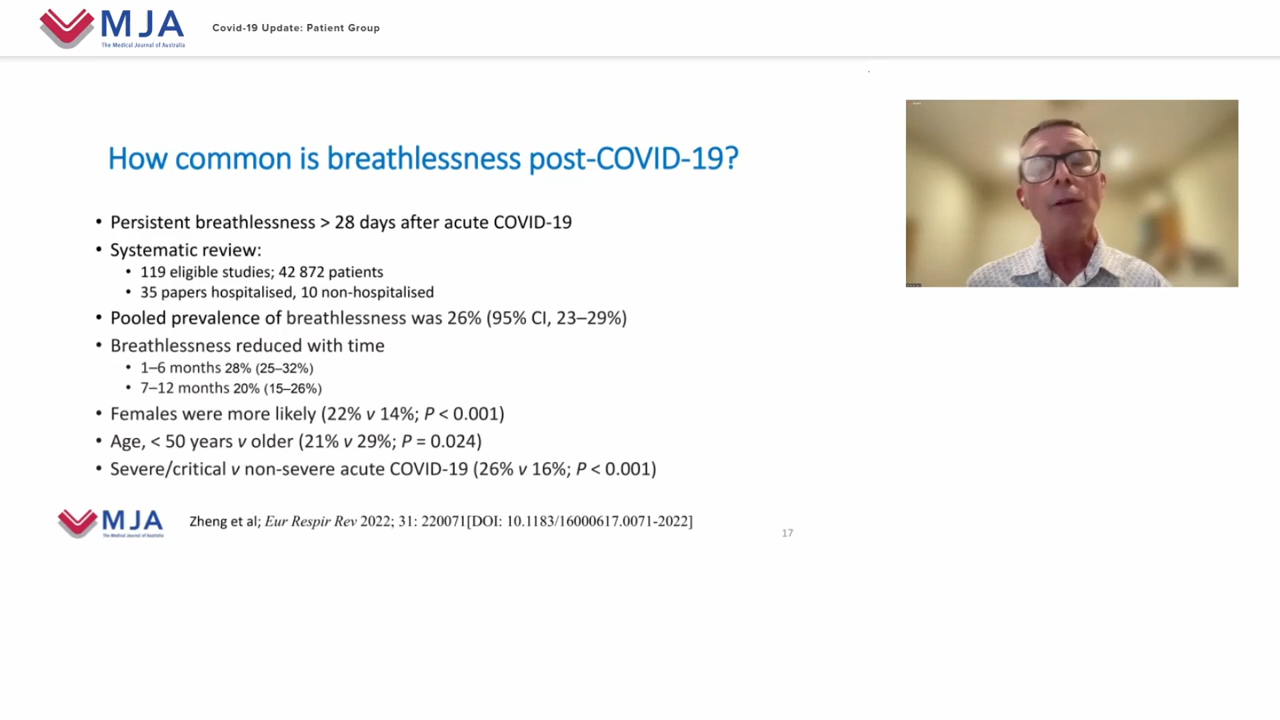 MJA
The Medical Journal of Australia
Covid-19 Update: Patient Group
How common is breathlessness post-COVID-19?
• Persistent breathlessness > 28 days after acute COVID-19
• Systematic review:
• 119 eligible studies; 42 872 patients
• 35 papers hospitalised, 10 non-hospitalised
• Pooled prevalence of breathlessness was 26% (95% CI, 23–29%)
• Breathlessness reduced with time
• 1–6 months 28% (25–32%)
• 7–12 months 20% (15–26%)
• Females were more likely (22% v 14%; P < 0.001)
• Age, < 50 years v older (21% v 29%; P = 0.024)
• Severe/critical v non-severe acute COVID-19 (26% v 16%; P < 0.001)
MJA
The Medical Journal of Australia
Zheng et al; Eur Respir Rev 2022; 31: 220071[DOI: 10.1183/16000617.0071-2022]
17